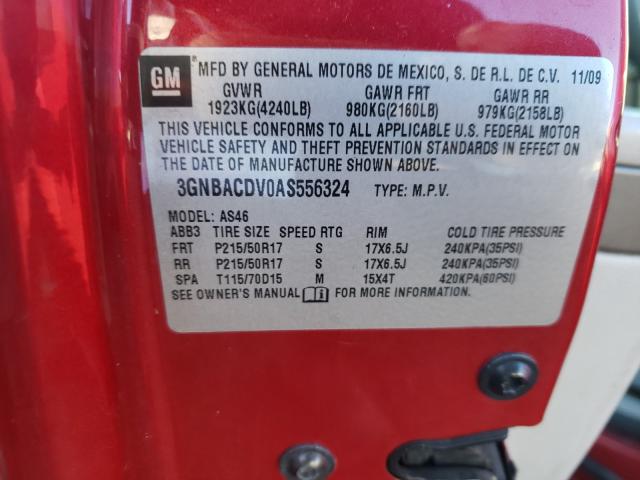 GM ® MFD BY GENERAL MOTORS DE MEXICO, S. DE R.L. DE C.V. 11/09
GVWR GAWR FRT GAWR RR
1923KG(4240LB) 980KG(2160LB) 979KG(2158LB)
THIS VEHICLE CONFORMS TO ALL APPLICABLE U.S. FEDERAL MOTOR
VEHICLE SAFETY AND THEFT PREVENTION STANDARDS IN EFFECT ON
DATE OF MANUFACTURE SHOWN ABOVE.
3GNBACDV0AS556324 TYPE: M.P.V.
MODEL: AS46
ABB3 TIRE SIZE SPEED RTG RIM COLD TIRE PRESSURE
FRT P215/50R17 S 17X6.5J 240KPA(35PSI)
RR P215/50R17 S 17X6.5J 240KPA(35PSI)
SPA T115/70D15 M 15X4T 420KPA(60PSI)
SEE OWNER'S MANUAL FOR MORE INFORMATION.